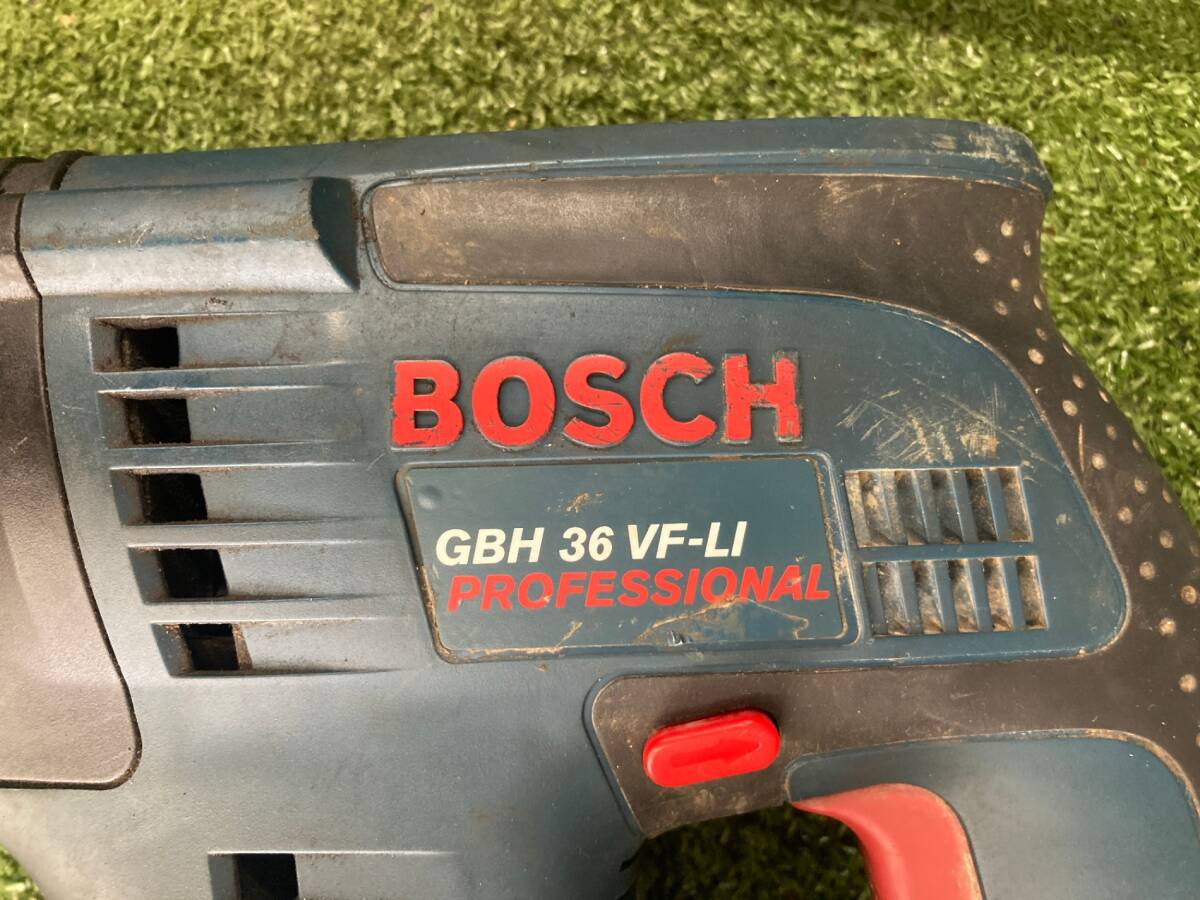 BOSCH
GBH 36 VF-LI
PROFESSIONAL